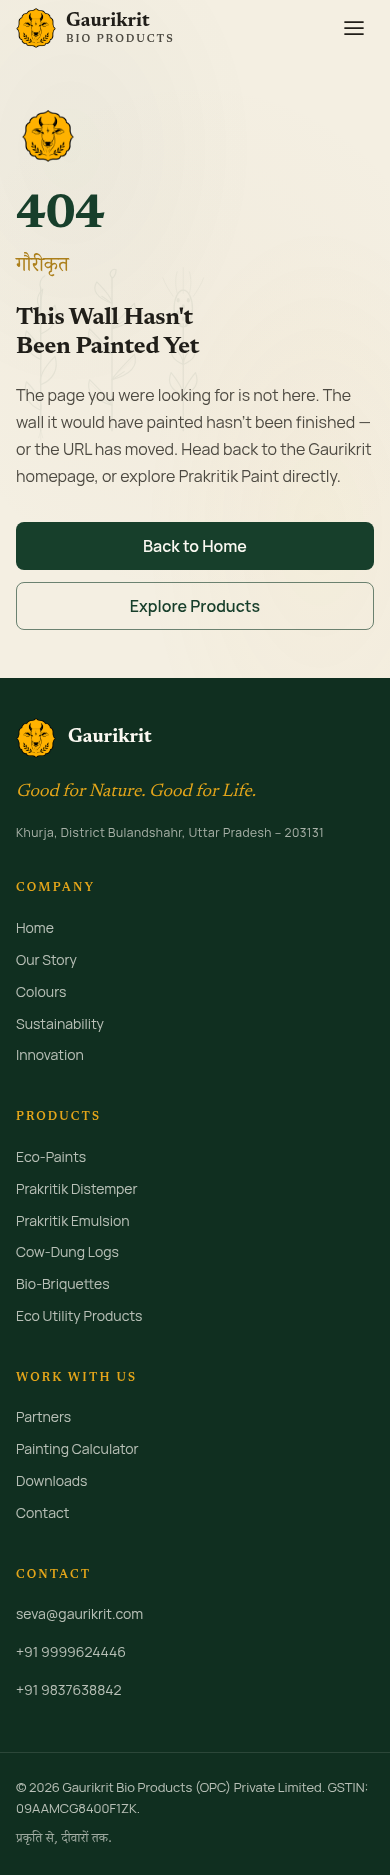 Gaurikrit
BIO PRODUCTS
404
गौरीकृत
This Wall Hasn't
Been Painted Yet
The page you were looking for is not here. The
wall it would have painted hasn't been finished —
or the URL has moved. Head back to the Gaurikrit
homepage, or explore Prakritik Paint directly.
Back to Home
Explore Products
Gaurikrit
Good for Nature. Good for Life.
Khurja, District Bulandshahr, Uttar Pradesh – 203131
COMPANY
Home
Our Story
Colours
Sustainability
Innovation
PRODUCTS
Eco-Paints
Prakritik Distemper
Prakritik Emulsion
Cow-Dung Logs
Bio-Briquettes
Eco Utility Products
WORK WITH US
Partners
Painting Calculator
Downloads
Contact
CONTACT
seva@gaurikrit.com
+91 9999624446
+91 9837638842
© 2026 Gaurikrit Bio Products (OPC) Private Limited. GSTIN:
09AAMCG8400F1ZK.
प्रकृति से, दीवारों तक.